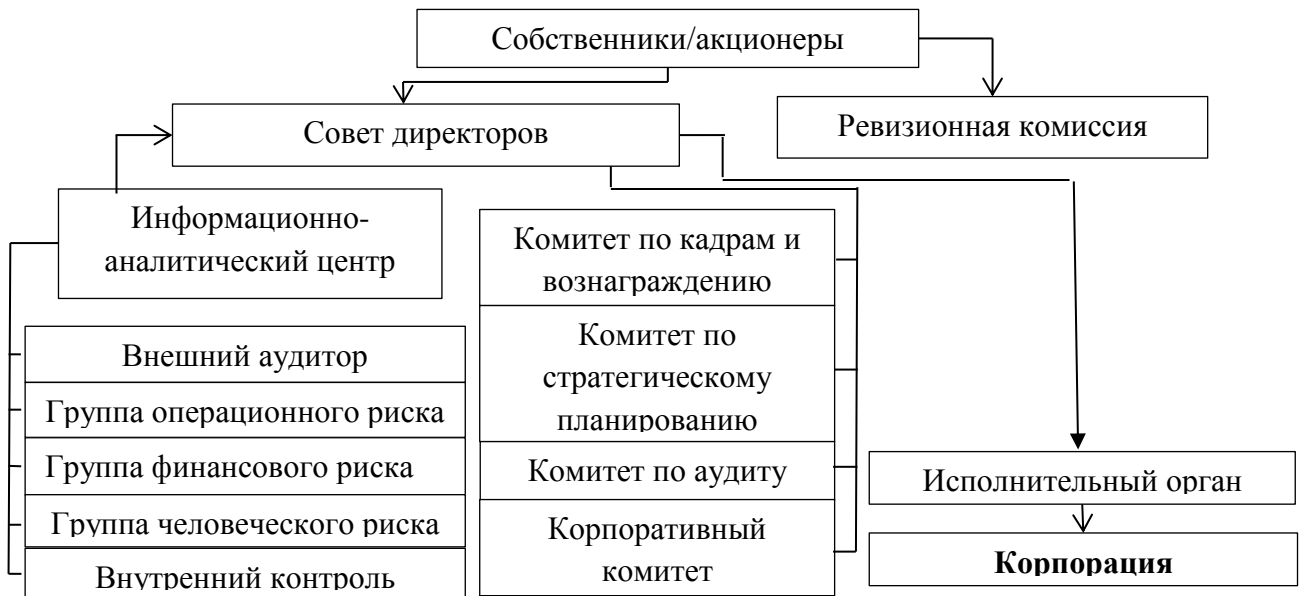 Собственники/акционеры
Совет директоров
Ревизионная комиссия
Информационно-
аналитический центр
Внешний аудитор
Группа операционного риска
Группа финансового риска
Группа человеческого риска
Внутренний контроль
Комитет по кадрам и
вознаграждению
Комитет по
стратегическому
планированию
Комитет по аудиту
Корпоративный
комитет
Исполнительный орган
Корпорация